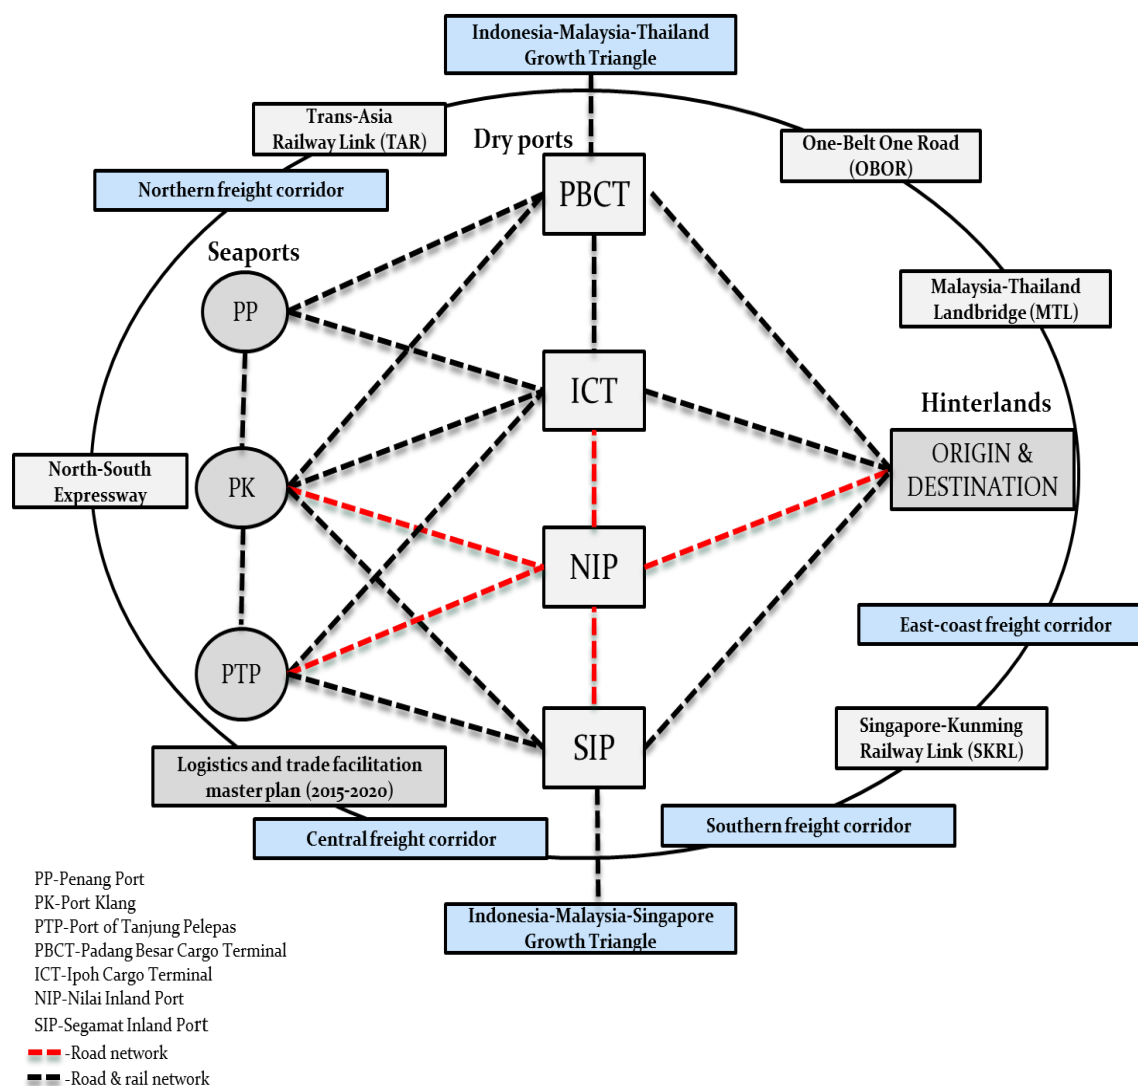 Indonesia-Malaysia-Thailand
Growth Triangle
Trans-Asia
Railway Link (TAR)
Dry ports
One-Belt One Road
(OBOR)
Northern freight corridor
PBCT
Seaports
PP
Malaysia-Thailand
Landbridge (MTL)
ICT
Hinterlands
North-South
Expressway
PK
ORIGIN &
DESTINATION
NIP
East-coast freight corridor
PTP
SIP
Singapore-Kunming
Railway Link (SKRL)
Logistics and trade facilitation
master plan (2015-2020)
Central freight corridor
Southern freight corridor
Indonesia-Malaysia-Singapore
Growth Triangle
PP-Penang Port
PK-Port Klang
PTP-Port of Tanjung Pelepas
PBCT-Padang Besar Cargo Terminal
ICT-Ipoh Cargo Terminal
NIP-Nilai Inland Port
SIP-Segamat Inland Port
-Road network
-Road & rail network